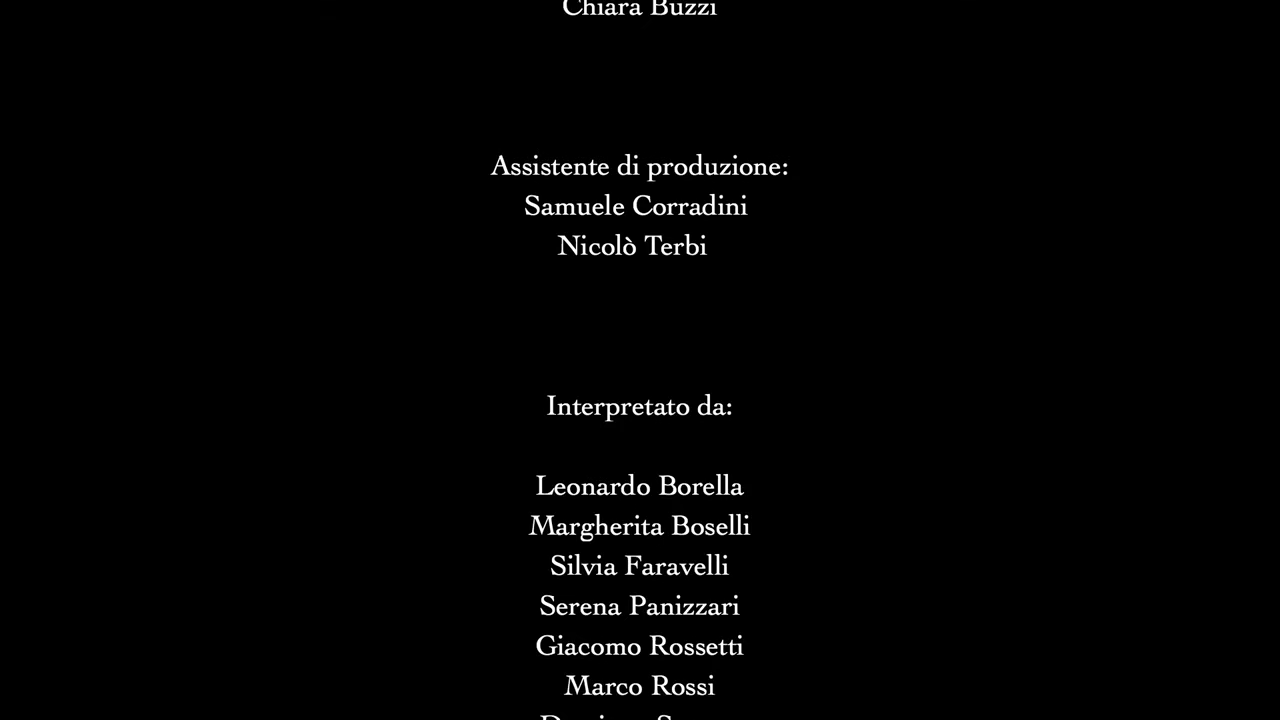 Chiara Buzzi
Assistente di produzione:
Samuele Corradini
Nicolò Terbi
Interpretato da:
Leonardo Borella
Margherita Boselli
Silvia Faravelli
Serena Panizzari
Giacomo Rossetti
Marco Rossi